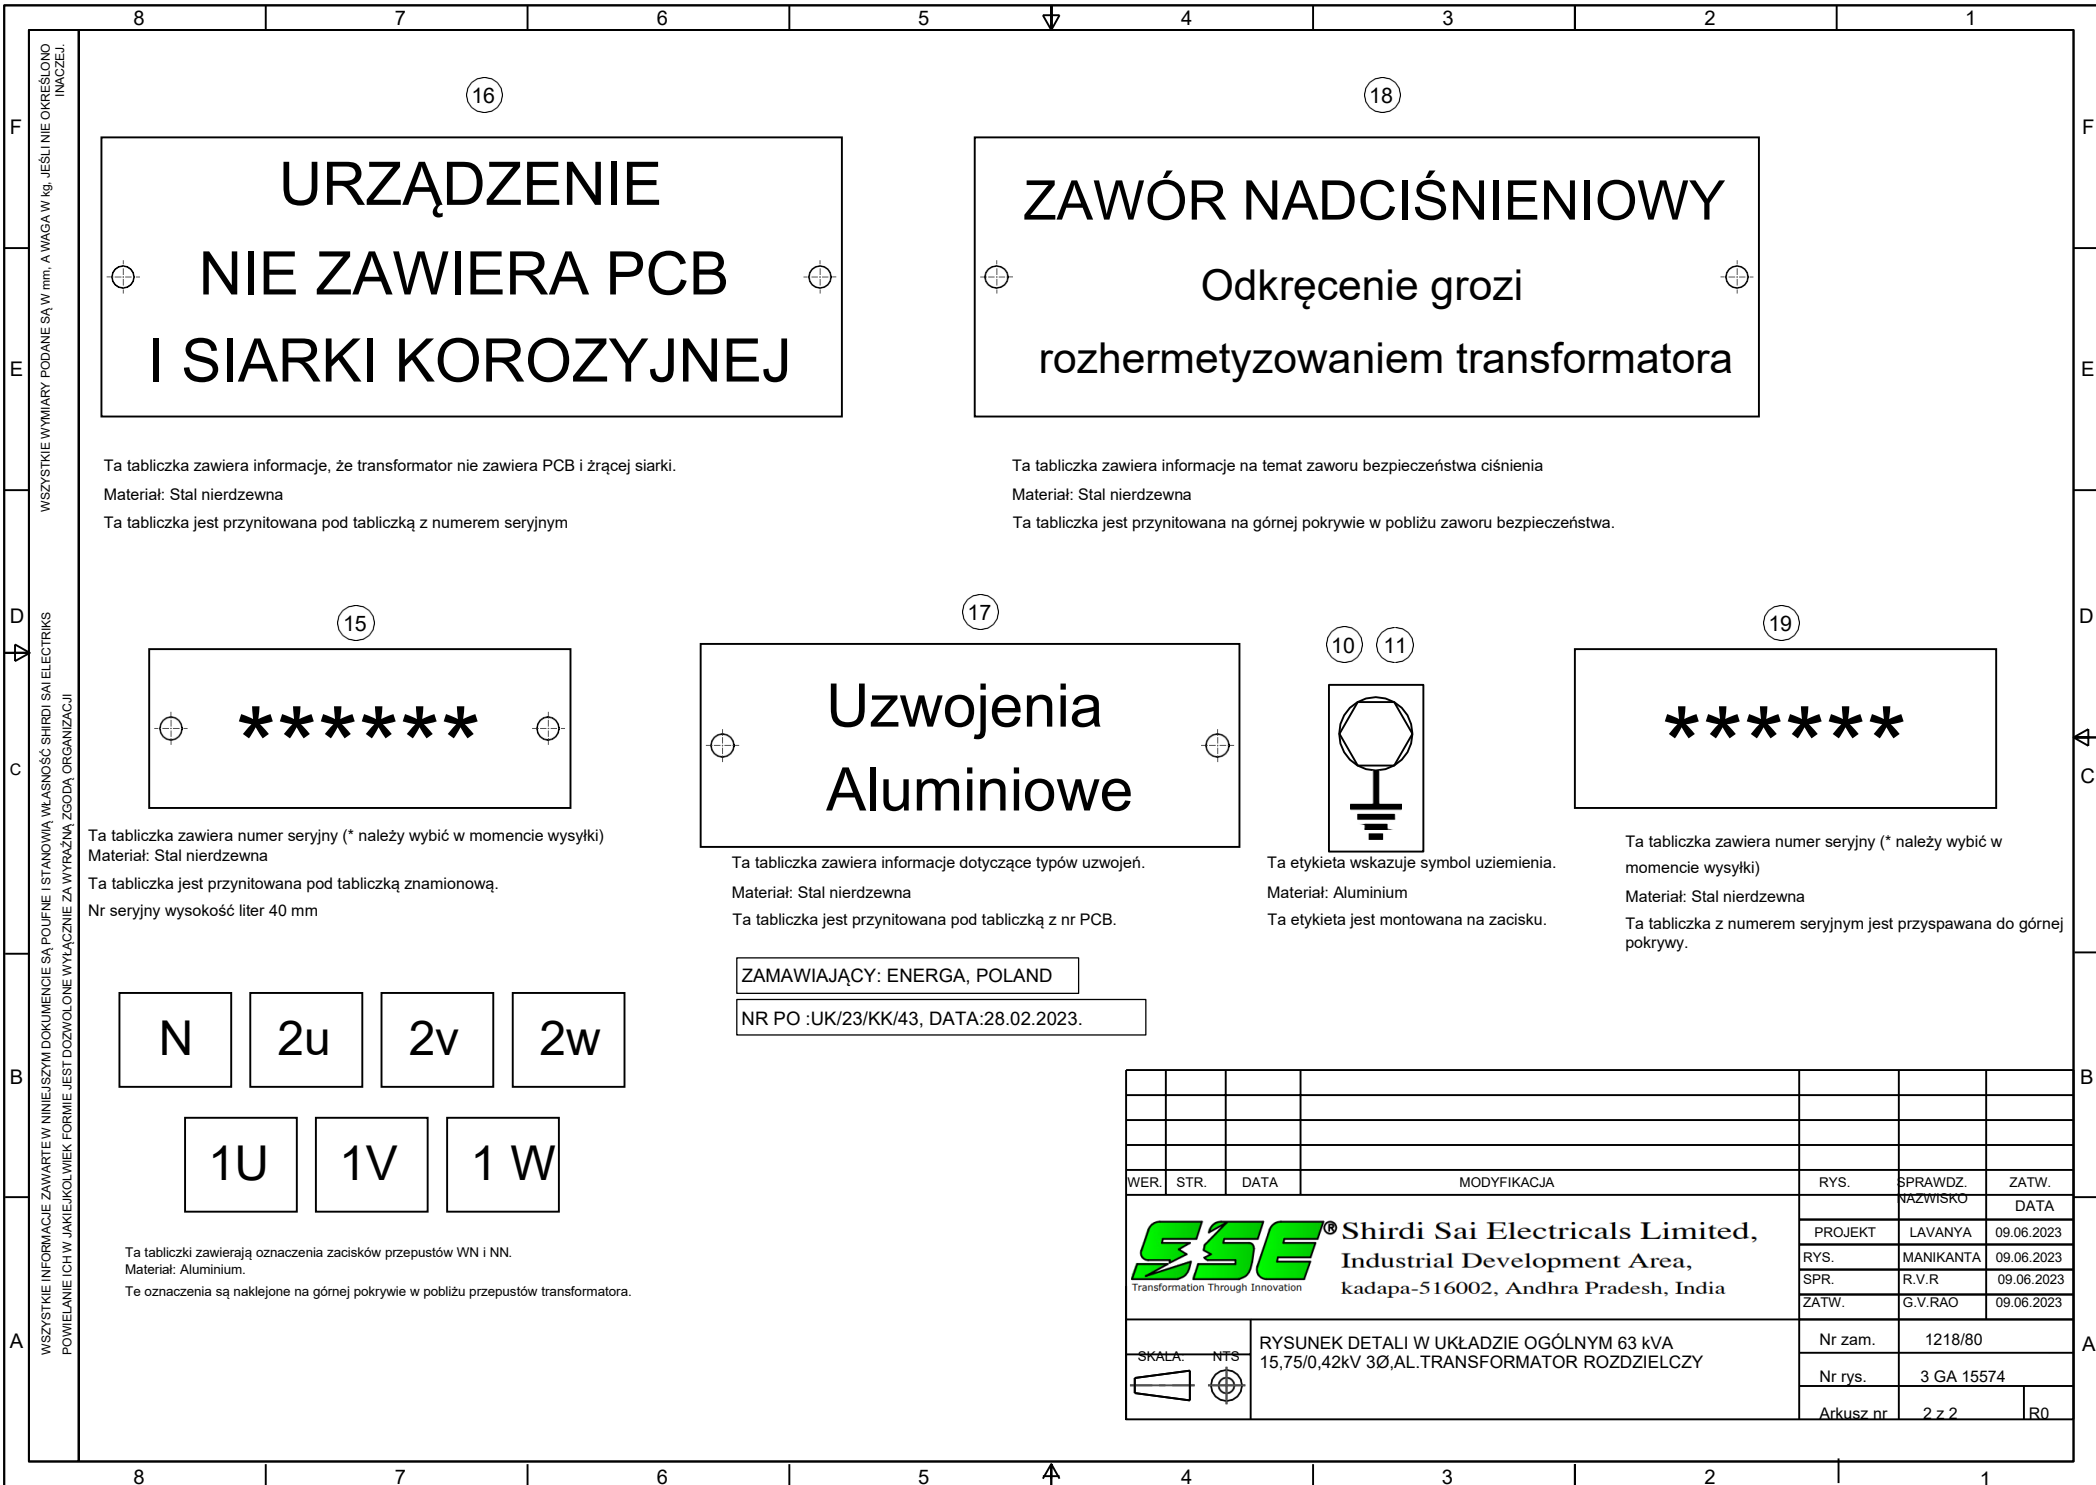 8 7 6 5 4 3 2 1
WSZYSTKIE WYMIARY PODANE SĄ W mm, A WAGA W kg, JEŚLI NIE OKREŚLONO
INACZEJ.
WSZYSTKIE INFORMACJE ZAWARTE W NINIEJSZYM DOKUMENCIE SĄ POUFNE I STANOWIĄ WŁASNOŚĆ SHIRDI SAI ELECTRIKS
POWIELANIE ICH W JAKIEJKOLWIEK FORMIE JEST DOZWOLONE WYŁĄCZNIE ZA WYRAŹNĄ ZGODĄ ORGANIZACJI
F
E
D
C
B
A
16
URZĄDZENIE
NIE ZAWIERA PCB
I SIARKI KOROZYJNEJ
Ta tabliczka zawiera informacje, że transformator nie zawiera PCB i żrącej siarki.
Materiał: Stal nierdzewna
Ta tabliczka jest przynitowana pod tabliczką z numerem seryjnym
18
ZAWÓR NADCIŚNIENIOWY
Odkręcenie grozi
rozhermetyzowaniem transformatora
Ta tabliczka zawiera informacje na temat zaworu bezpieczeństwa ciśnienia
Materiał: Stal nierdzewna
Ta tabliczka jest przynitowana na górnej pokrywie w pobliżu zaworu bezpieczeństwa.
15
******
Ta tabliczka zawiera numer seryjny (* należy wybić w momencie wysyłki)
Materiał: Stal nierdzewna
Ta tabliczka jest przynitowana pod tabliczką znamionową.
Nr seryjny wysokość liter 40 mm
17
Uzwojenia
Aluminiowe
Ta tabliczka zawiera informacje dotyczące typów uzwojeń.
Materiał: Stal nierdzewna
Ta tabliczka jest przynitowana pod tabliczką z nr PCB.
10 11
Ta etykieta wskazuje symbol uziemienia.
Materiał: Aluminium
Ta etykieta jest montowana na zacisku.
19
******
Ta tabliczka zawiera numer seryjny (* należy wybić w
momencie wysyłki)
Materiał: Stal nierdzewna
Ta tabliczka z numerem seryjnym jest przyspawana do górnej
pokrywy.
ZAMAWIAJĄCY: ENERGA, POLAND
NR PO :UK/23/KK/43, DATA:28.02.2023.
N 2u 2v 2w
1U 1V 1 W
Ta tabliczki zawierają oznaczenia zacisków przepustów WN i NN.
Materiał: Aluminium.
Te oznaczenia są naklejone na górnej pokrywie w pobliżu przepustów transformatora.
WER. STR. DATA MODYFIKACJA RYS. SPRAWDZ. ZATW.
NAZWISKO DATA
PROJEKT LAVANYA 09.06.2023
RYS. MANIKANTA 09.06.2023
SPR. R.V.R 09.06.2023
ZATW. G.V.RAO 09.06.2023
SSE®
Transformation Through Innovation
Shirdi Sai Electricals Limited,
Industrial Development Area,
kadapa-516002, Andhra Pradesh, India
SKALA: NTS
RYSUNEK DETALI W UKŁADZIE OGÓLNYM 63 kVA
15,75/0,42kV 3Ø,AL.TRANSFORMATOR ROZDZIELCZY
Nr zam. 1218/80
Nr rys. 3 GA 15574
Arkusz nr 2 z 2 R0
F
E
D
C
B
A
8 7 6 5 4 3 2 1